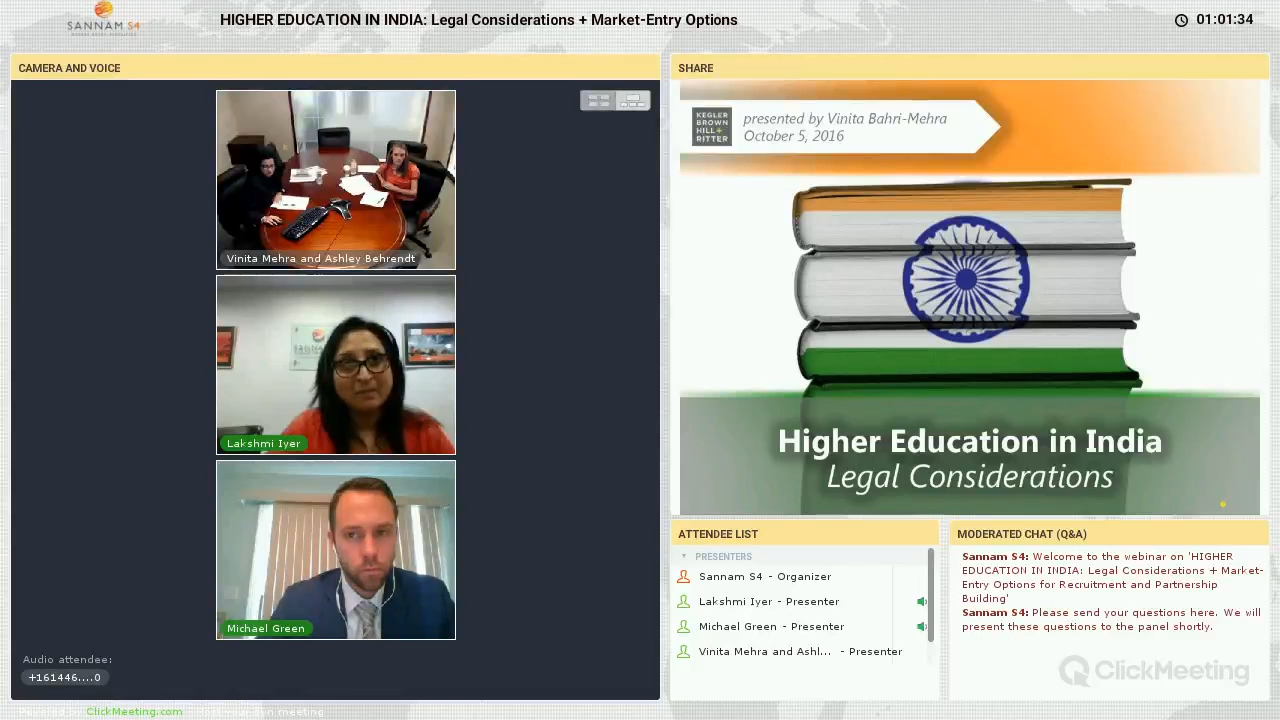 SANNAM S4
HIGHER EDUCATION IN INDIA: Legal Considerations + Market-Entry Options
01:01:34
CAMERA AND VOICE
Vinita Mehra and Ashley Behrendt
SANNAM
Lakshmi Iyer
Michael Green
Audio attendee:
+161446....0
Powered by ClickMeeting.com
own meeting
SHARE
KEGLER
BROWN
HILL+
RITTER
presented by Vinita Bahri-Mehra
October 5, 2016
Higher Education in India
Legal Considerations
ATTENDEE LIST
PRESENTERS
Sannam S4 - Organizer
Lakshmi Iyer - Presenter
Michael Green - Presenter
Vinita Mehra and Ashl... - Presenter
MODERATED CHAT (Q&A)
Sannam S4: Welcome to the webinar on 'HIGHER
EDUCATION IN INDIA: Legal Considerations + Market-
Entry Options for Recruitment and Partnership
Building'
Sannam S4: Please send your questions here. We will
present these questions to the panel shortly.
ClickMeeting